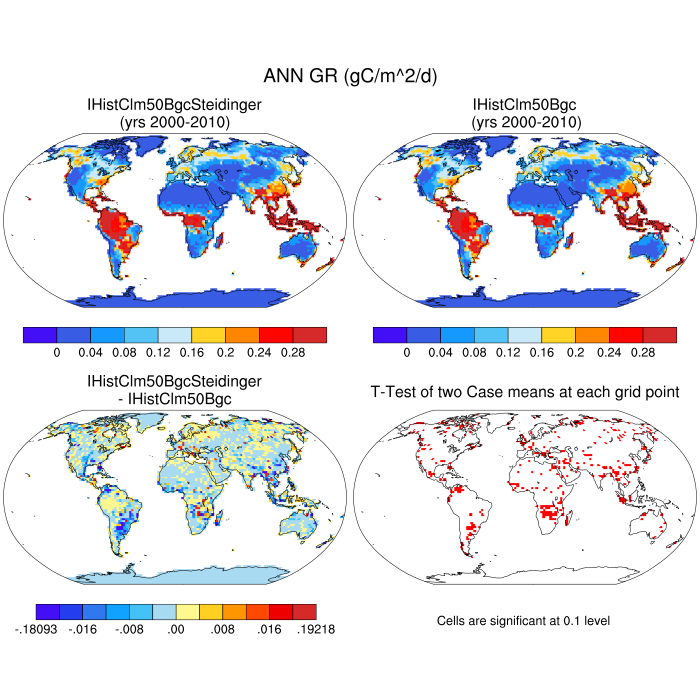 ANN GR (gC/m^2/d)
IHistClm50BgcSteidinger
(yrs 2000-2010)
IHistClm50Bgc
(yrs 2000-2010)
0 0.04 0.08 0.12 0.16 0.2 0.24 0.28
0 0.04 0.08 0.12 0.16 0.2 0.24 0.28
IHistClm50BgcSteidinger
- IHistClm50Bgc
T-Test of two Case means at each grid point
-.18093 -.016 -.008 .00 .008 .016 .19218
Cells are significant at 0.1 level